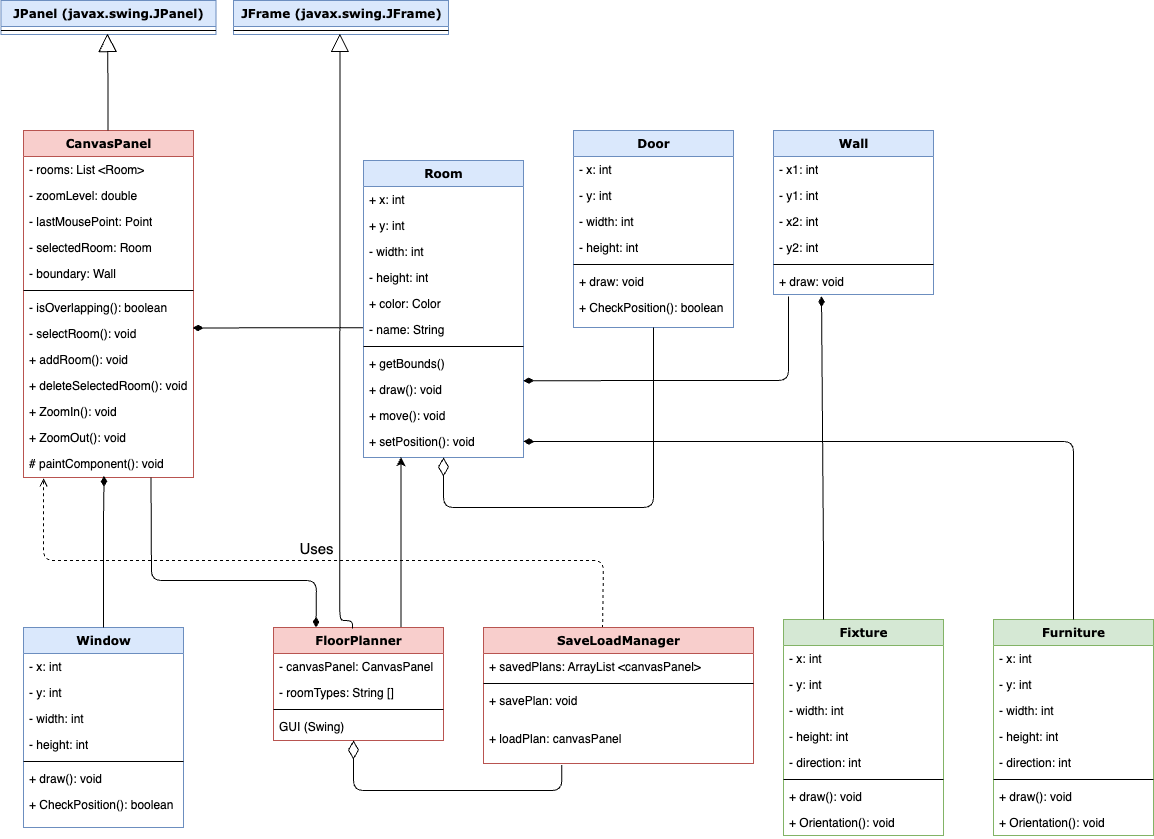 JPanel (javax.swing.JPanel)
JFrame (javax.swing.JFrame)
CanvasPanel
- rooms: List <Room>
- zoomLevel: double
- lastMousePoint: Point
- selectedRoom: Room
- boundary: Wall
- isOverlapping(): boolean
- selectRoom(): void
+ addRoom(): void
+ deleteSelectedRoom(): void
+ ZoomIn(): void
+ ZoomOut(): void
# paintComponent(): void
Room
+ x: int
+ y: int
- width: int
- height: int
+ color: Color
- name: String
+ getBounds()
+ draw(): void
+ move(): void
+ setPosition(): void
Door
- x: int
- y: int
- width: int
- height: int
+ draw: void
+ CheckPosition(): boolean
Wall
- x1: int
- y1: int
- x2: int
- y2: int
+ draw: void
Uses
Window
- x: int
- y: int
- width: int
- height: int
+ draw(): void
+ CheckPosition(): boolean
FloorPlanner
- canvasPanel: CanvasPanel
- roomTypes: String []
GUI (Swing)
SaveLoadManager
+ savedPlans: ArrayList <canvasPanel>
+ savePlan: void
+ loadPlan: canvasPanel
Fixture
- x: int
- y: int
- width: int
- height: int
- direction: int
+ draw(): void
+ Orientation(): void
Furniture
- x: int
- y: int
- width: int
- height: int
- direction: int
+ draw(): void
+ Orientation(): void